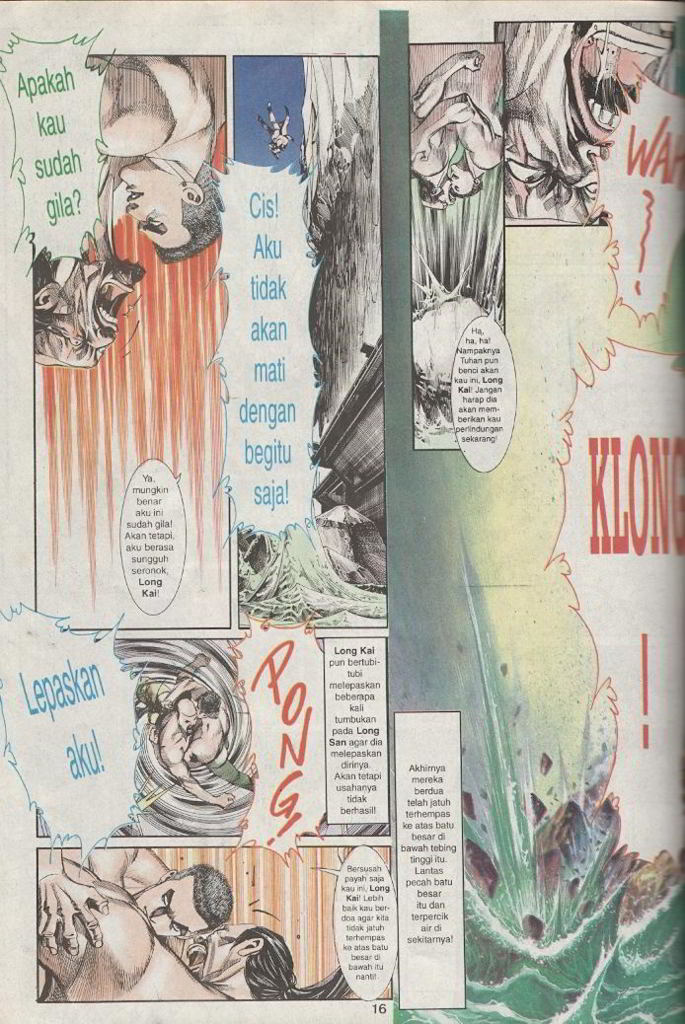 Apakah
kau
sudah
gila?
Ya,
mungkin
benar
aku ini
sudah gila!
Akan tetapi,
aku berasa
sungguh
seronok,
Long
Kai!
Cis!
Aku
tidak
akan
mati
dengan
begitu
saja!
Lepaskan
aku!
PONG!
Long Kai
pun bertubi-
tubi
melepaskan
beberapa
kali
tumbukan
pada Long
San agar dia
melepaskan
dirinya.
Akan tetapi
usahanya
tidak
berhasil!
Bersusah
payah saja
kau ini, Long
Kai! Lebih
baik kau ber-
doa agar kita
tidak jatuh
terhempas
ke atas batu
besar di
bawah itu
nanti!
Ha,
ha, ha!
Nampaknya
Tuhan pun
benci akan
kau ini, Long
Kai! Jangan
harap dia
akan mem-
berikan kau
perlindungan
sekarang!
WAH
~!
KLONG
!
Akhirnya
mereka
berdua
telah jatuh
terhempas
ke atas batu
besar di
bawah tebing
tinggi itu.
Lantas
pecah batu
besar
itu dan
terpercik
air di
sekitarnya!
16